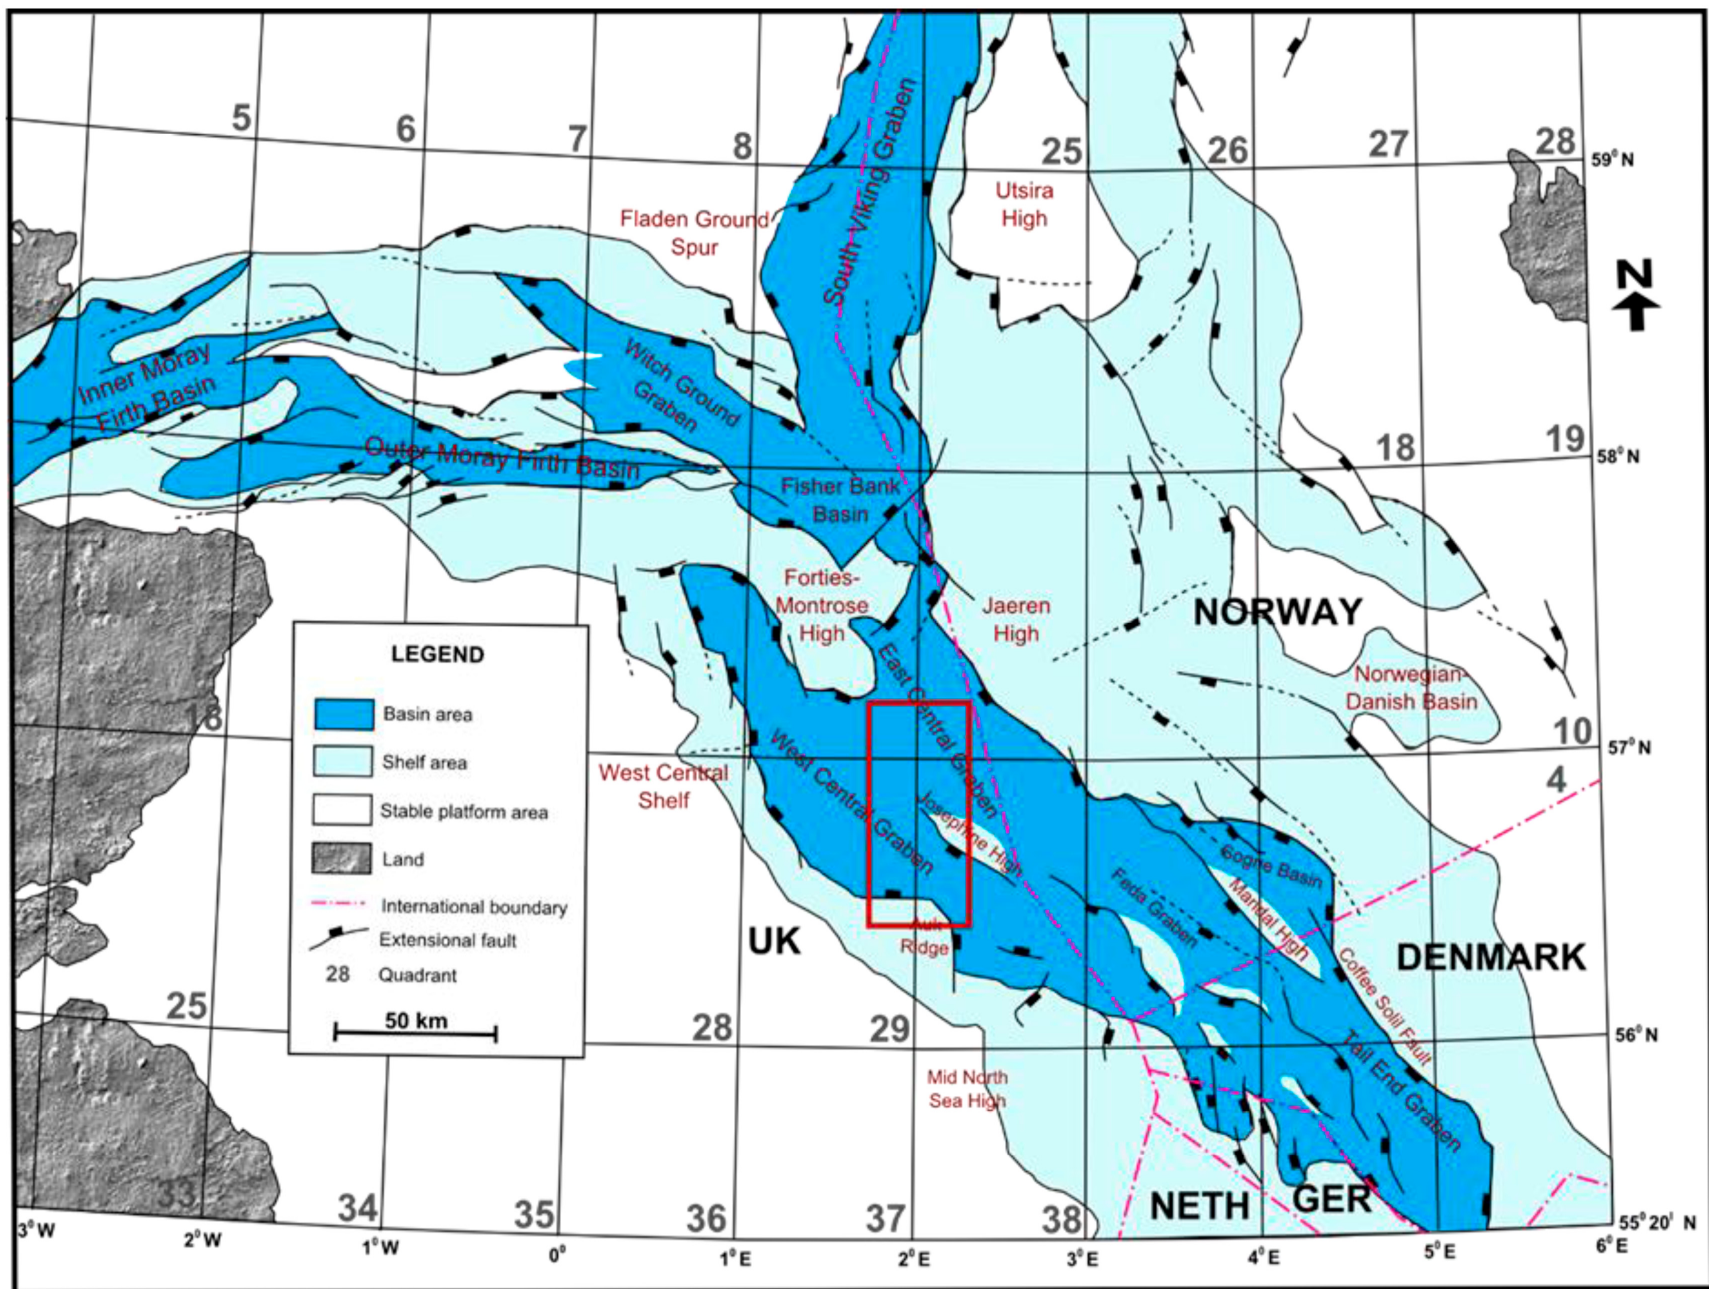 5
6
7
8
25
26
27
28
59° N
Utsira
High
Fladen Ground
Spur
South Viking Graben
N
Inner Moray
Firth Basin
Witch Ground
Graben
Outer Moray Firth Basin
18
19
58° N
Fisher Bank
Basin
Forties-
Montrose
High
Jaeren
High
NORWAY
Norwegian-
Danish Basin
East Central Graben
18
10
57° N
4
West Central
Shelf
West Central Graben
Josephine High
Sogne Basin
Feda Graben
Mandal High
Auk
Ridge
UK
DENMARK
Coffee Solil Fault
Tail End Graben
LEGEND
Basin area
Shelf area
Stable platform area
Land
International boundary
Extensional fault
28 Quadrant
50 km
25
28
29
56° N
Mid North
Sea High
33
34
35
36
37
38
NETH
GER
55° 20' N
3° W
2° W
1° W
0°
1° E
2° E
3° E
4° E
5° E
6° E